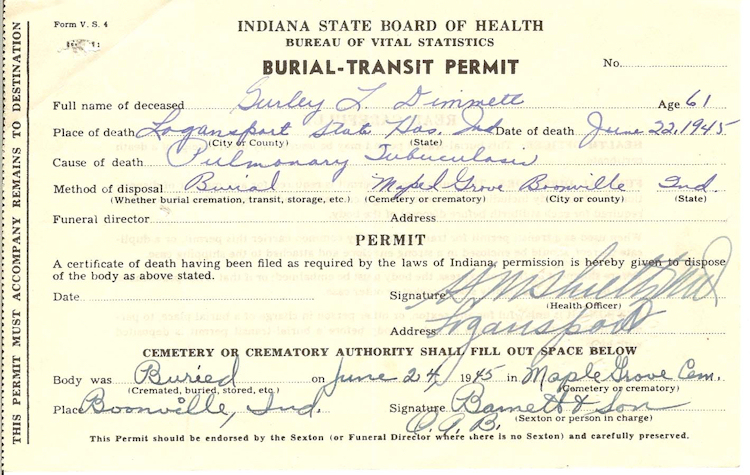 Form V. S. 4
INDIANA STATE BOARD OF HEALTH
BUREAU OF VITAL STATISTICS
BURIAL-TRANSIT PERMIT
No.
Full name of deceased Gurley L. Dimmett Age 61
Place of death Logansport State Hos. Ind Date of death June 22, 1945
(City or County) (State)
Cause of death Pulmonary Tubuculosis
Method of disposal Burial Mapel Grove Boonville Ind
(Whether burial cremation, transit, storage, etc.) (Cemetery or crematory) (City or county) (State)
Funeral director Address
PERMIT
A certificate of death having been filed as required by the laws of Indiana, permission is hereby given to dispose
of the body as above stated.
Date Signature
(Health Officer)
Address Logansport
CEMETERY OR CREMATORY AUTHORITY SHALL FILL OUT SPACE BELOW
Body was Buried on June 24, 1945 in Maple Grove Cem.
(Cremated, buried, stored, etc.) (Cemetery or crematory)
Place Boonville, Ind. Signature Barnett & Son
(Sexton or person in charge)
O.A.B.
This Permit should be endorsed by the Sexton (or Funeral Director where there is no Sexton) and carefully preserved.
THIS PERMIT MUST ACCOMPANY REMAINS TO DESTINATION